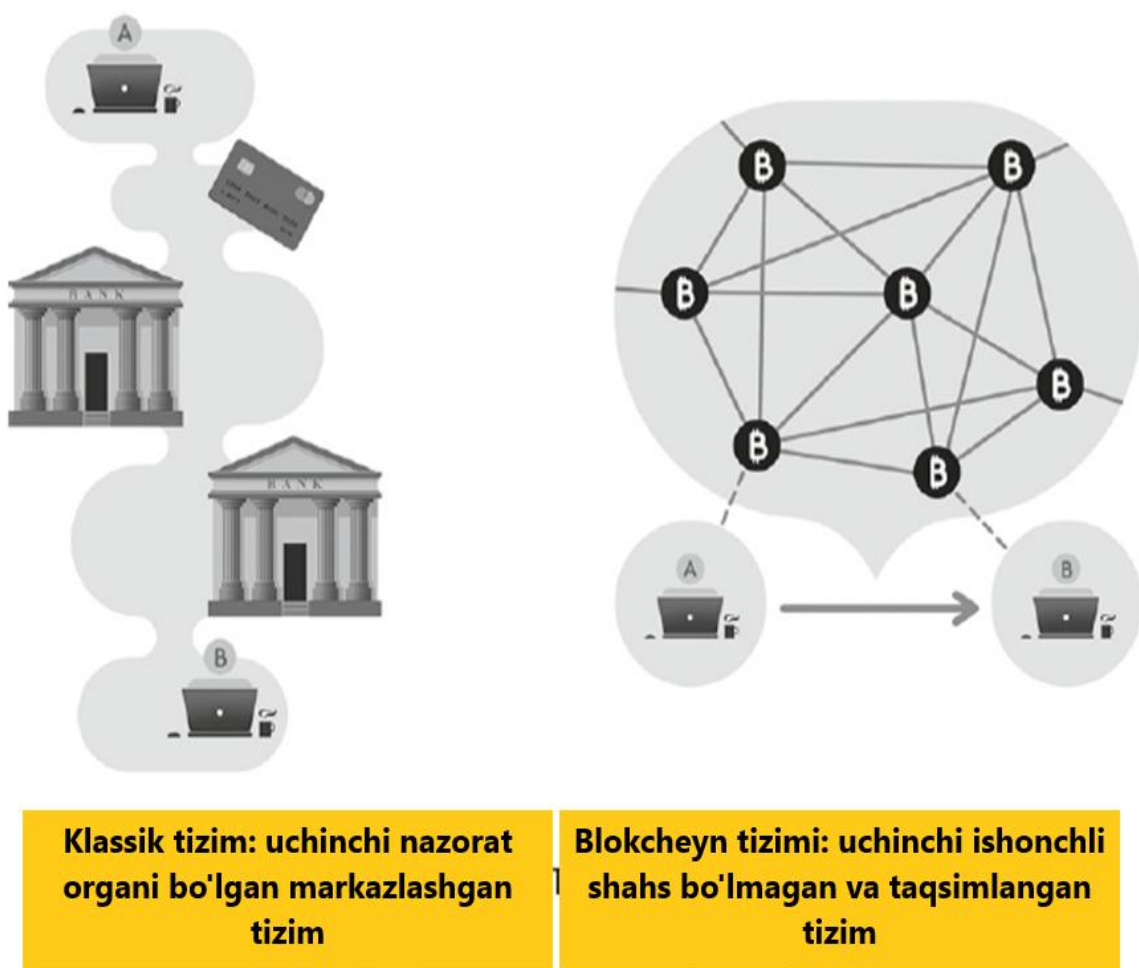 A
BANK
BANK
B
A
B
Klassik tizim: uchinchi nazorat
organi bo'lgan markazlashgan
tizim
Blokcheyn tizimi: uchinchi ishonchli
shahs bo'lmagan va taqsimlangan
tizim